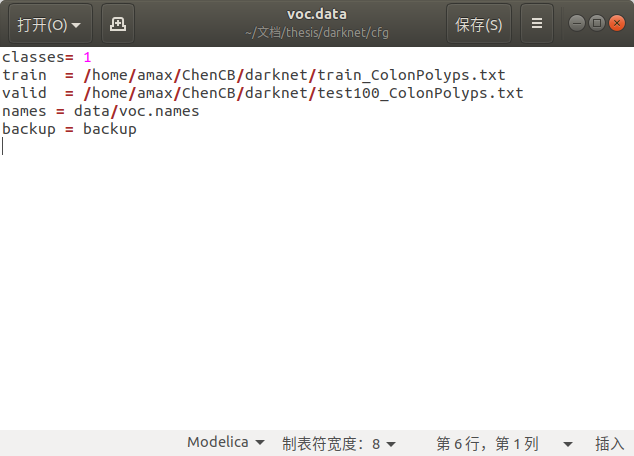 打开(O)
voc.data
~/文档/thesis/darknet/cfg
保存(S)
classes= 1
train  = /home/amax/ChenCB/darknet/train_ColonPolyps.txt
valid  = /home/amax/ChenCB/darknet/test100_ColonPolyps.txt
names = data/voc.names
backup = backup
Modelica
制表符宽度：8
第 6 行，第 1 列
插入